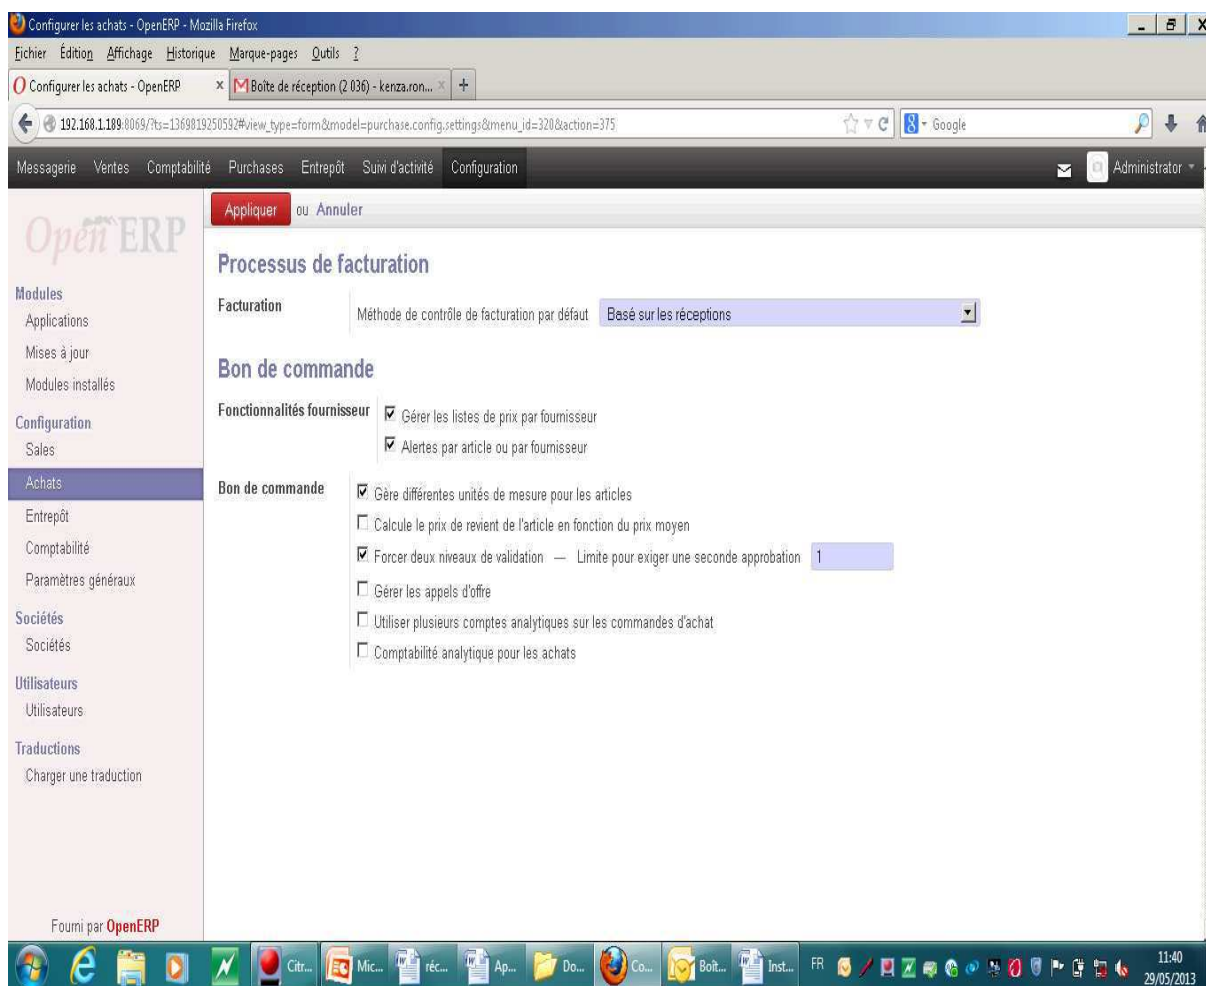 Configurer les achats - OpenERP - Mozilla Firefox
Fichier Édition Affichage Historique Marque-pages Outils ?
Configurer les achats - OpenERP x Boîte de réception (2 036) - kenza.ron... x +
192.168.1.189:8069/?ts=1369819250592#view_type=form&model=purchase.config.settings&menu_id=320&action=375 Google
Messagerie Ventes Comptabilité Purchases Entrepôt Suivi d'activité Configuration Administrator
Open ERP
Appliquer ou Annuler
Processus de facturation
Modules
Facturation Méthode de contrôle de facturation par défaut Basé sur les réceptions
Applications
Mises à jour
Bon de commande
Modules installés
Fonctionnalités fournisseur Gérer les listes de prix par fournisseur
Configuration
Sales
Alertes par article ou par fournisseur
Achats
Bon de commande Gère différentes unités de mesure pour les articles
Entrepôt
Calcule le prix de revient de l'article en fonction du prix moyen
Comptabilité
Forcer deux niveaux de validation — Limite pour exiger une seconde approbation 1
Paramètres généraux
Gérer les appels d'offre
Sociétés
Utiliser plusieurs comptes analytiques sur les commandes d'achat
Sociétés
Comptabilité analytique pour les achats
Utilisateurs
Utilisateurs
Traductions
Charger une traduction
Fourni par OpenERP
Citr... Mic... réc... Ap... Do... Co... Boît... Inst... FR 11:40
29/05/2013